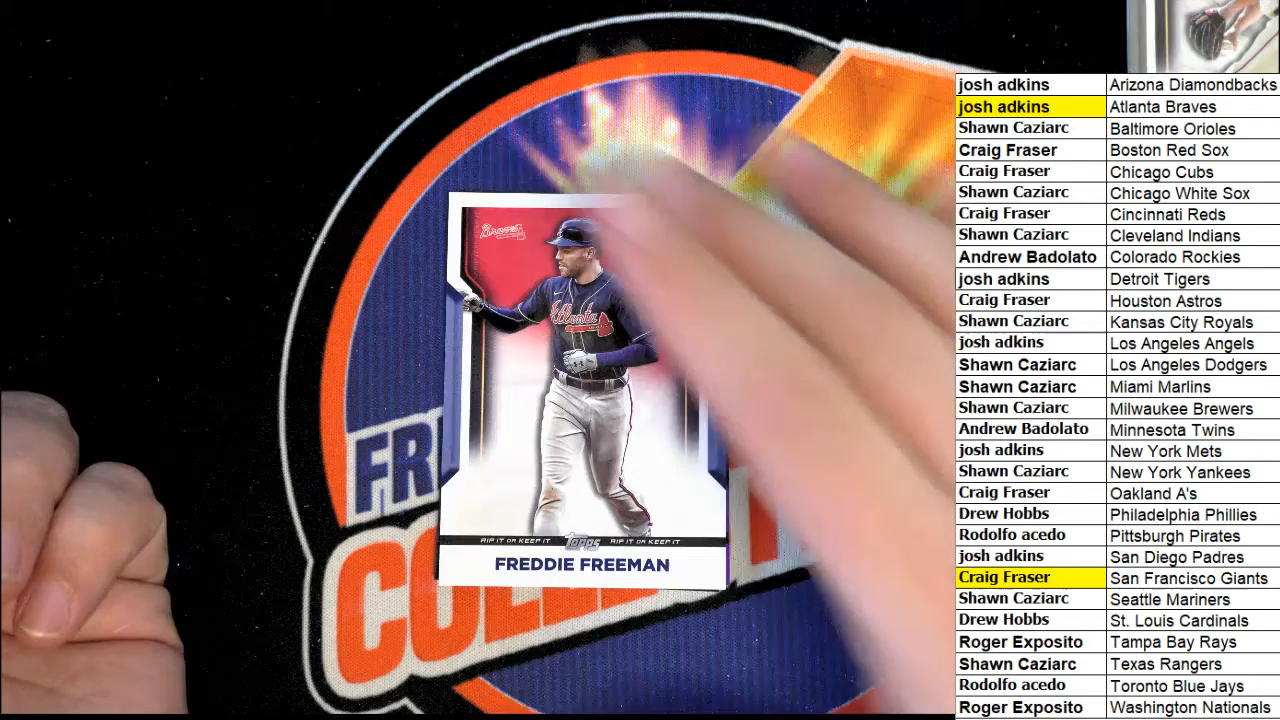 josh adkins Arizona Diamondbacks
josh adkins Atlanta Braves
Shawn Caziarc Baltimore Orioles
Craig Fraser Boston Red Sox
Craig Fraser Chicago Cubs
Shawn Caziarc Chicago White Sox
Craig Fraser Cincinnati Reds
Shawn Caziarc Cleveland Indians
Andrew Badolato Colorado Rockies
josh adkins Detroit Tigers
Craig Fraser Houston Astros
Shawn Caziarc Kansas City Royals
josh adkins Los Angeles Angels
Shawn Caziarc Los Angeles Dodgers
Shawn Caziarc Miami Marlins
Shawn Caziarc Milwaukee Brewers
Andrew Badolato Minnesota Twins
josh adkins New York Mets
Shawn Caziarc New York Yankees
Craig Fraser Oakland A's
Drew Hobbs Philadelphia Phillies
Rodolfo acedo Pittsburgh Pirates
josh adkins San Diego Padres
Craig Fraser San Francisco Giants
Shawn Caziarc Seattle Mariners
Drew Hobbs St. Louis Cardinals
Roger Exposito Tampa Bay Rays
Shawn Caziarc Texas Rangers
Rodolfo acedo Toronto Blue Jays
Roger Exposito Washington Nationals
Braves
Atlanta
RIP IT OR KEEP IT Topps RIP IT OR KEEP IT
FREDDIE FREEMAN
FR